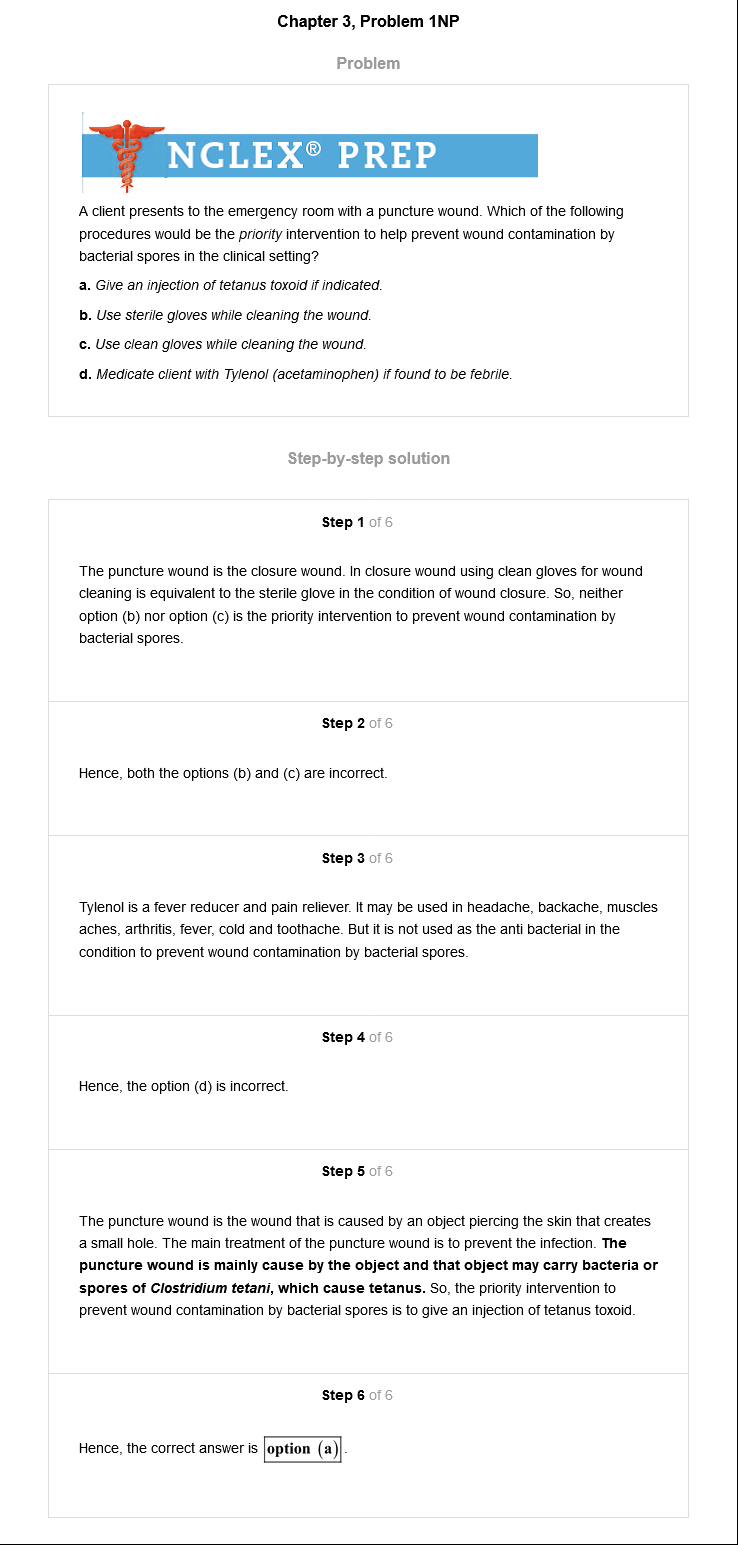 Chapter 3, Problem 1NP
Problem
NCLEX® PREP
A client presents to the emergency room with a puncture wound. Which of the following
procedures would be the priority intervention to help prevent wound contamination by
bacterial spores in the clinical setting?
a. Give an injection of tetanus toxoid if indicated.
b. Use sterile gloves while cleaning the wound.
c. Use clean gloves while cleaning the wound.
d. Medicate client with Tylenol (acetaminophen) if found to be febrile.
Step-by-step solution
Step 1 of 6
The puncture wound is the closure wound. In closure wound using clean gloves for wound
cleaning is equivalent to the sterile glove in the condition of wound closure. So, neither
option (b) nor option (c) is the priority intervention to prevent wound contamination by
bacterial spores.
Step 2 of 6
Hence, both the options (b) and (c) are incorrect.
Step 3 of 6
Tylenol is a fever reducer and pain reliever. It may be used in headache, backache, muscles
aches, arthritis, fever, cold and toothache. But it is not used as the anti bacterial in the
condition to prevent wound contamination by bacterial spores.
Step 4 of 6
Hence, the option (d) is incorrect.
Step 5 of 6
The puncture wound is the wound that is caused by an object piercing the skin that creates
a small hole. The main treatment of the puncture wound is to prevent the infection. The
puncture wound is mainly cause by the object and that object may carry bacteria or
spores of Clostridium tetani, which cause tetanus. So, the priority intervention to
prevent wound contamination by bacterial spores is to give an injection of tetanus toxoid.
Step 6 of 6
Hence, the correct answer is option (a).